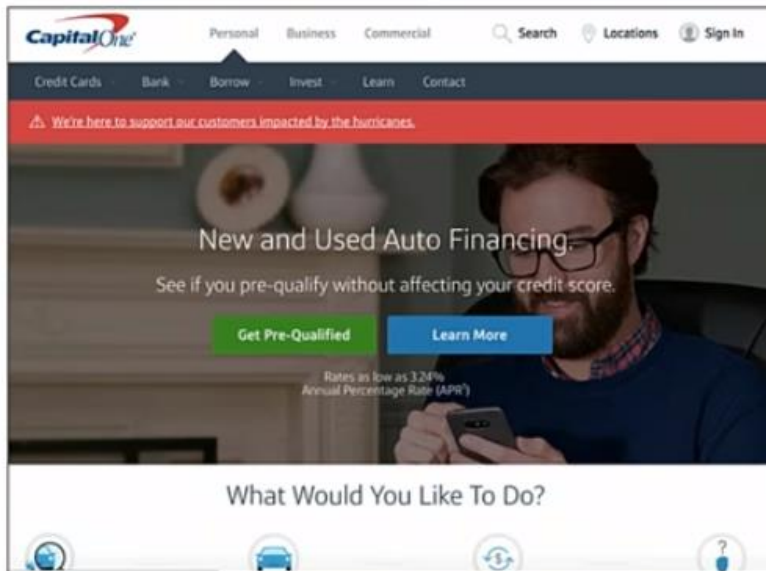 CapitalOne
Personal Business Commercial Search Locations Sign In
Credit Cards Bank Borrow Invest Learn Contact
We're here to support our customers impacted by the hurricanes.
New and Used Auto Financing.
See if you pre-qualify without affecting your credit score.
Get Pre-Qualified Learn More
Rates as low as 3.24%
Annual Percentage Rate (APR¹)
What Would You Like To Do?
$ ?